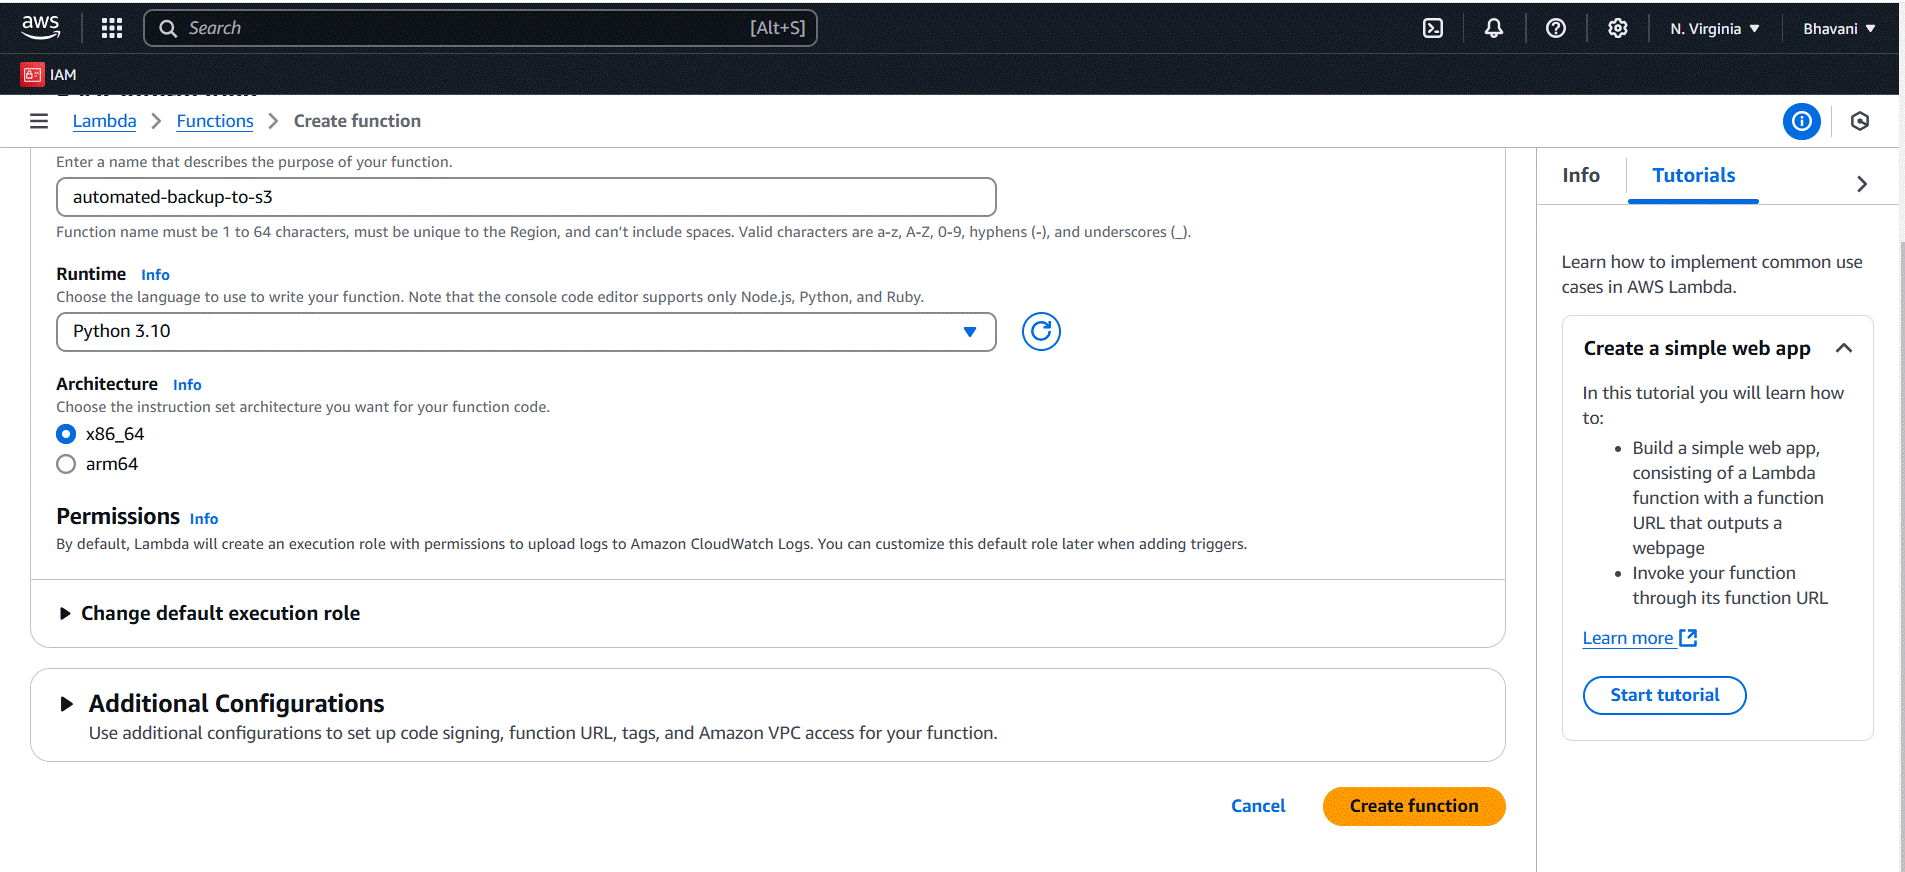 aws
Search
[Alt+S]
N. Virginia
Bhavani
IAM
Lambda
Functions
Create function
Enter a name that describes the purpose of your function.
automated-backup-to-s3
Function name must be 1 to 64 characters, must be unique to the Region, and can’t include spaces. Valid characters are a-z, A-Z, 0-9, hyphens (-), and underscores (_).
Runtime Info
Choose the language to use to write your function. Note that the console code editor supports only Node.js, Python, and Ruby.
Python 3.10
Architecture Info
Choose the instruction set architecture you want for your function code.
x86_64
arm64
Permissions Info
By default, Lambda will create an execution role with permissions to upload logs to Amazon CloudWatch Logs. You can customize this default role later when adding triggers.
Change default execution role
Additional Configurations
Use additional configurations to set up code signing, function URL, tags, and Amazon VPC access for your function.
Cancel
Create function
Info
Tutorials
Learn how to implement common use
cases in AWS Lambda.
Create a simple web app
In this tutorial you will learn how
to:
• Build a simple web app,
consisting of a Lambda
function with a function
URL that outputs a
webpage
• Invoke your function
through its function URL
Learn more
Start tutorial